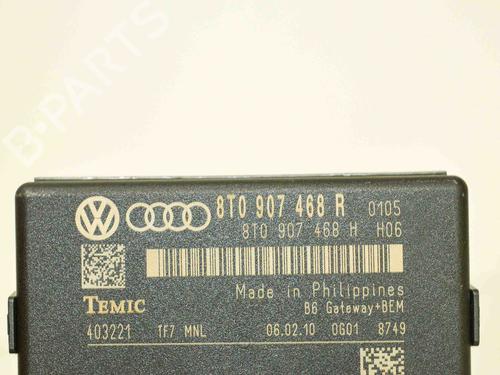 B-PARTS
8T0 907 468 R 0105
8T0 907 468 H H06
TEMIC
Made in Philippines
B6 Gateway+BEM
403221 TF7 MNL 06.02.10 0G01 8749